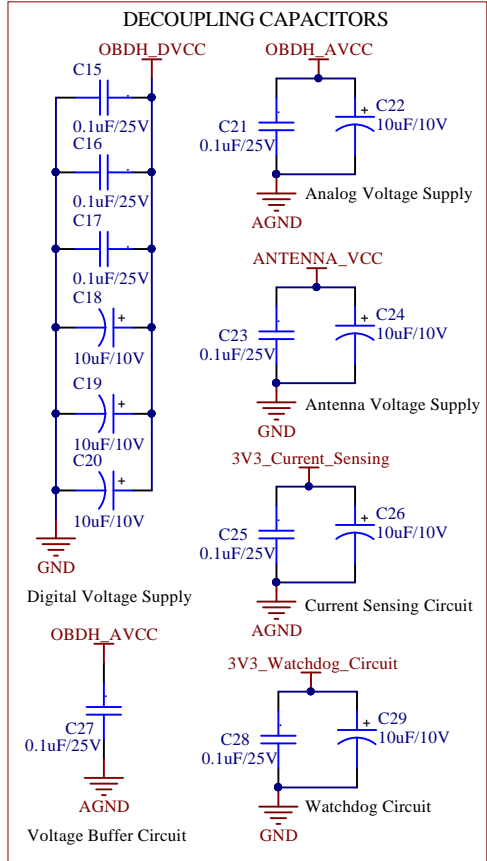 DECOUPLING CAPACITORS
OBDH_DVCC
C15
0.1uF/25V
C16
0.1uF/25V
C17
0.1uF/25V
C18
+
10uF/10V
C19
+
10uF/10V
C20
+
10uF/10V
GND
Digital Voltage Supply
OBDH_AVCC
C21
0.1uF/25V
+
C22
10uF/10V
AGND
Analog Voltage Supply
ANTENNA_VCC
C23
0.1uF/25V
+
C24
10uF/10V
GND
Antenna Voltage Supply
3V3_Current_Sensing
C25
0.1uF/25V
+
C26
10uF/10V
AGND
Current Sensing Circuit
OBDH_AVCC
C27
0.1uF/25V
AGND
Voltage Buffer Circuit
3V3_Watchdog_Circuit
C28
0.1uF/25V
+
C29
10uF/10V
GND
Watchdog Circuit